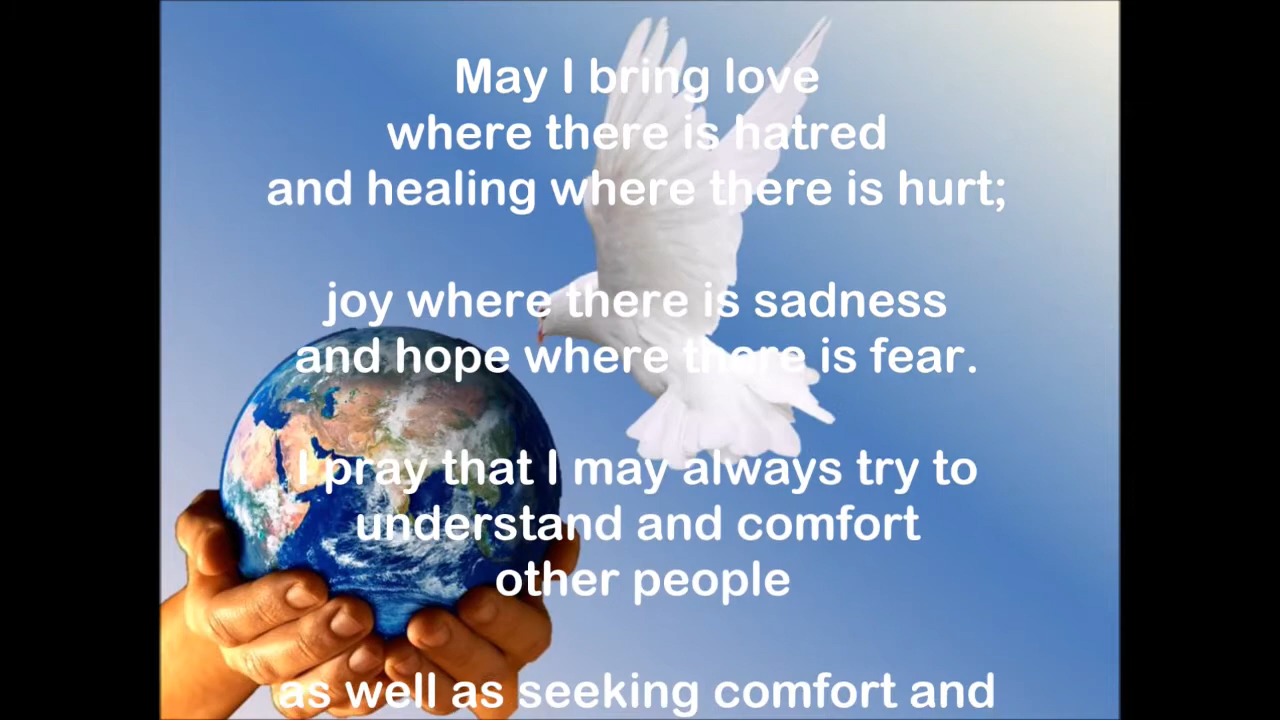 May I bring love
where there is hatred
and healing where there is hurt;
joy where there is sadness
and hope where there is fear.
I pray that I may always try to
understand and comfort
other people
as well as seeking comfort and